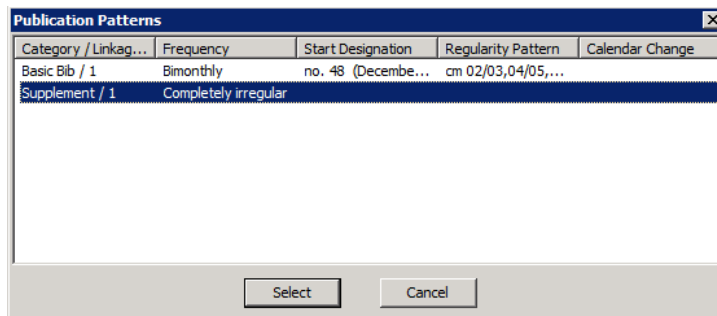 Publication Patterns
Category / Linkag... Frequency Start Designation Regularity Pattern Calendar Change
Basic Bib / 1 Bimonthly no. 48 (Decembe... cm 02/03,04/05,...
Supplement / 1 Completely irregular
Select Cancel